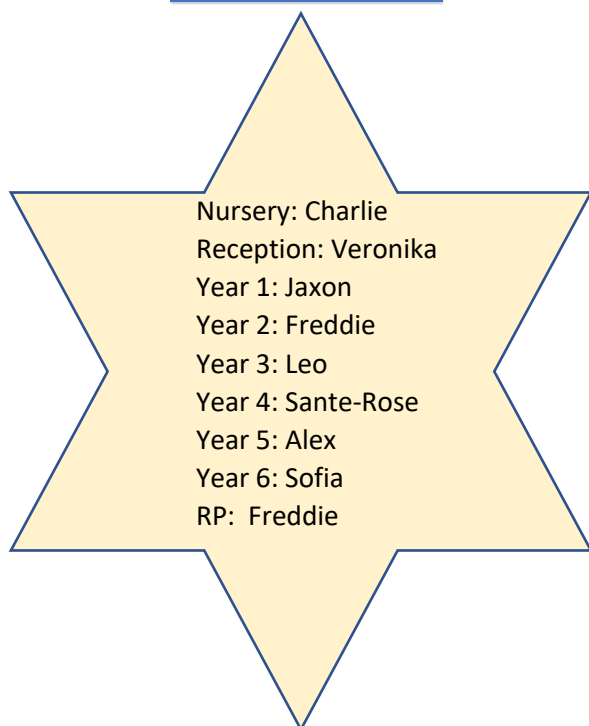 Nursery: Charlie
Reception: Veronika
Year 1: Jaxon
Year 2: Freddie
Year 3: Leo
Year 4: Sante-Rose
Year 5: Alex
Year 6: Sofia
RP:  Freddie